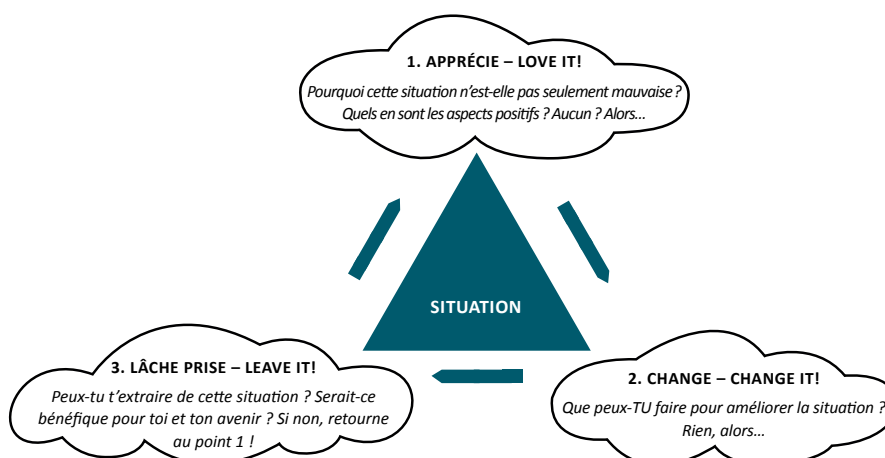 1. APPRÉCIE – LOVE IT!
Pourquoi cette situation n’est-elle pas seulement mauvaise ?
Quels en sont les aspects positifs ? Aucun ? Alors...
SITUATION
3. LÂCHE PRISE – LEAVE IT!
Peux-tu t’extraire de cette situation ? Serait-ce
bénéfique pour toi et ton avenir ? Si non, retourne
au point 1 !
2. CHANGE – CHANGE IT!
Que peux-TU faire pour améliorer la situation ?
Rien, alors...